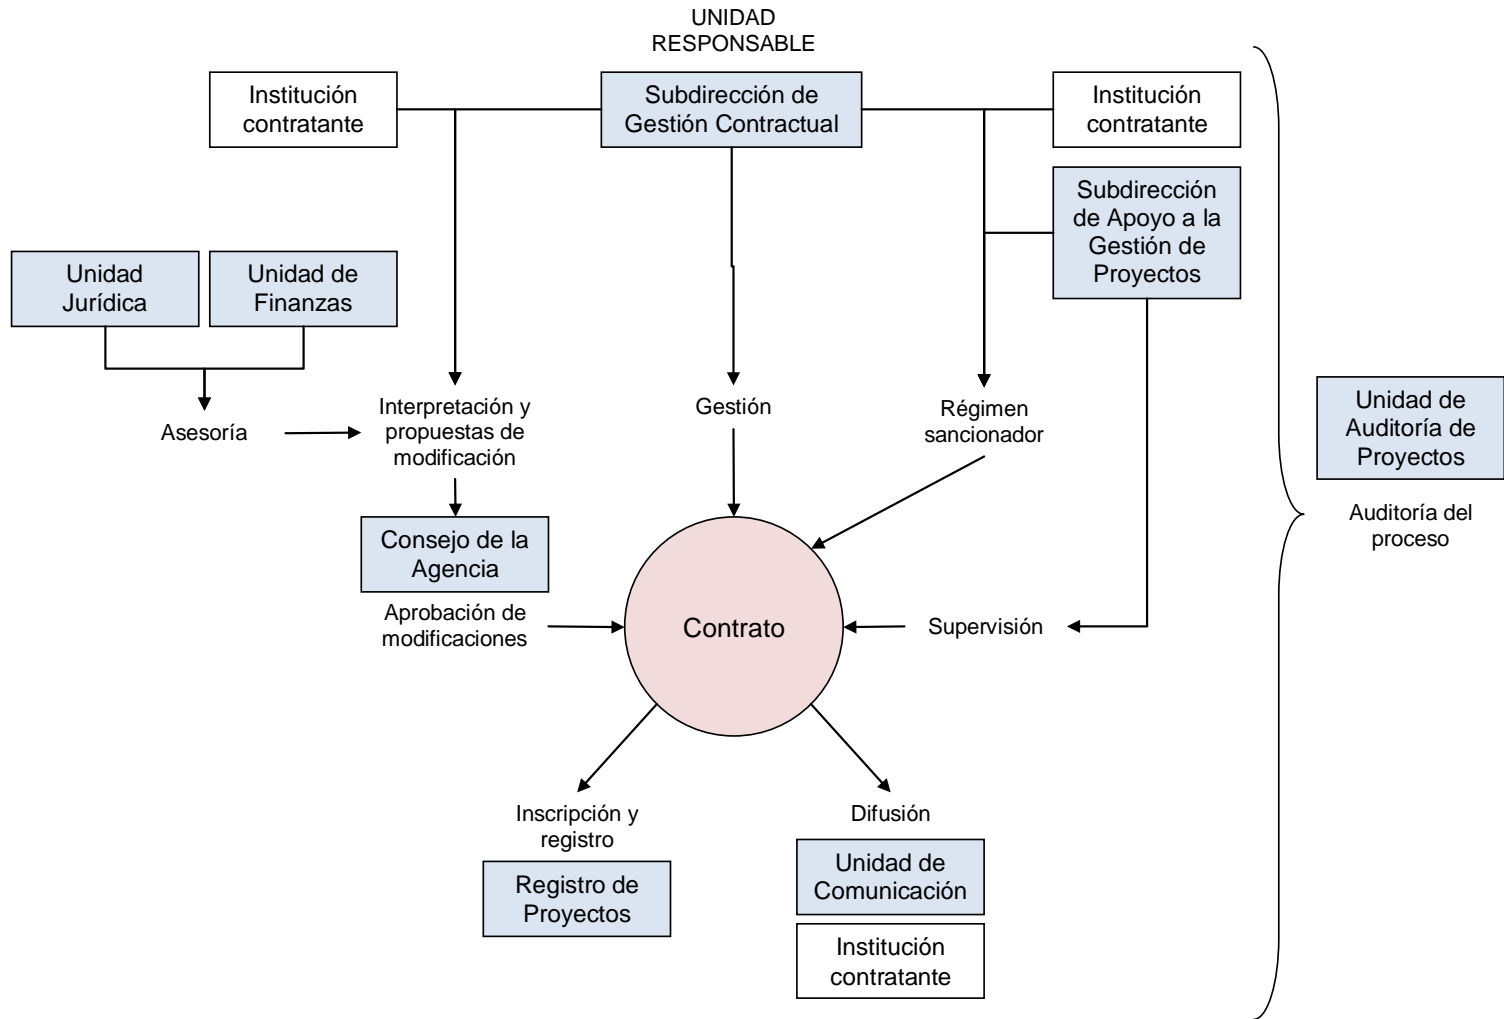 UNIDAD
RESPONSABLE
Institución
contratante
Subdirección de
Gestión Contractual
Institución
contratante
Subdirección
de Apoyo a la
Gestión de
Proyectos
Unidad
Jurídica
Unidad de
Finanzas
Asesoría
Interpretación y
propuestas de
modificación
Gestión
Régimen
sancionador
Unidad de
Auditoría de
Proyectos
Auditoría del
proceso
Consejo de la
Agencia
Aprobación de
modificaciones
Contrato
Supervisión
Inscripción y
registro
Registro de
Proyectos
Difusión
Unidad de
Comunicación
Institución
contratante